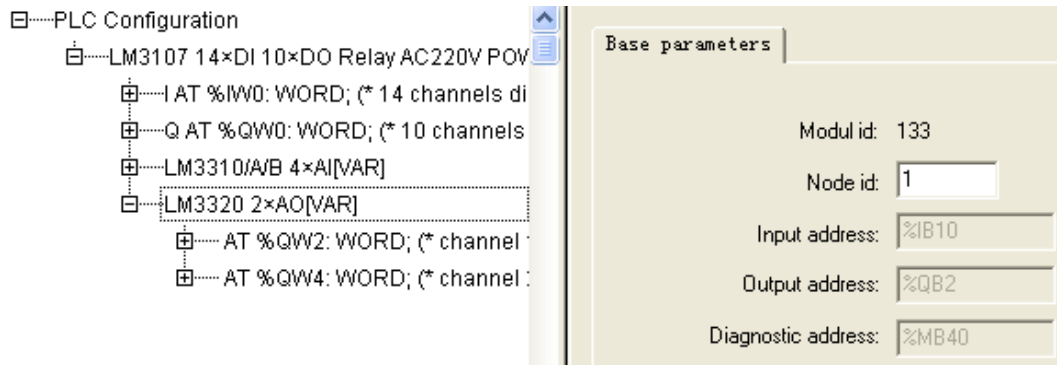 PLC Configuration
LM3107 14×DI 10×DO Relay AC220V POW
I AT %IW0: WORD; (* 14 channels di
Q AT %QW0: WORD; (* 10 channels
LM3310/A/B 4×AI[VAR]
LM3320 2×AO[VAR]
AT %QW2: WORD; (* channel
AT %QW4: WORD; (* channel
Base parameters
Modul id: 133
Node id: 1
Input address: %IB10
Output address: %QB2
Diagnostic address: %MB40